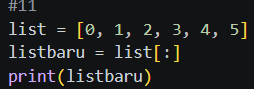 #11
list = [0, 1, 2, 3, 4, 5]
listbaru = list[:]
print(listbaru)